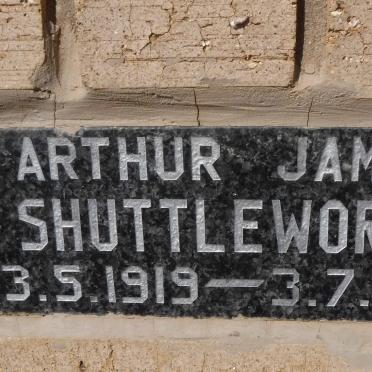 ARTHUR JAM
SHUTTLEWOR
3.5.1919 — 3.7.